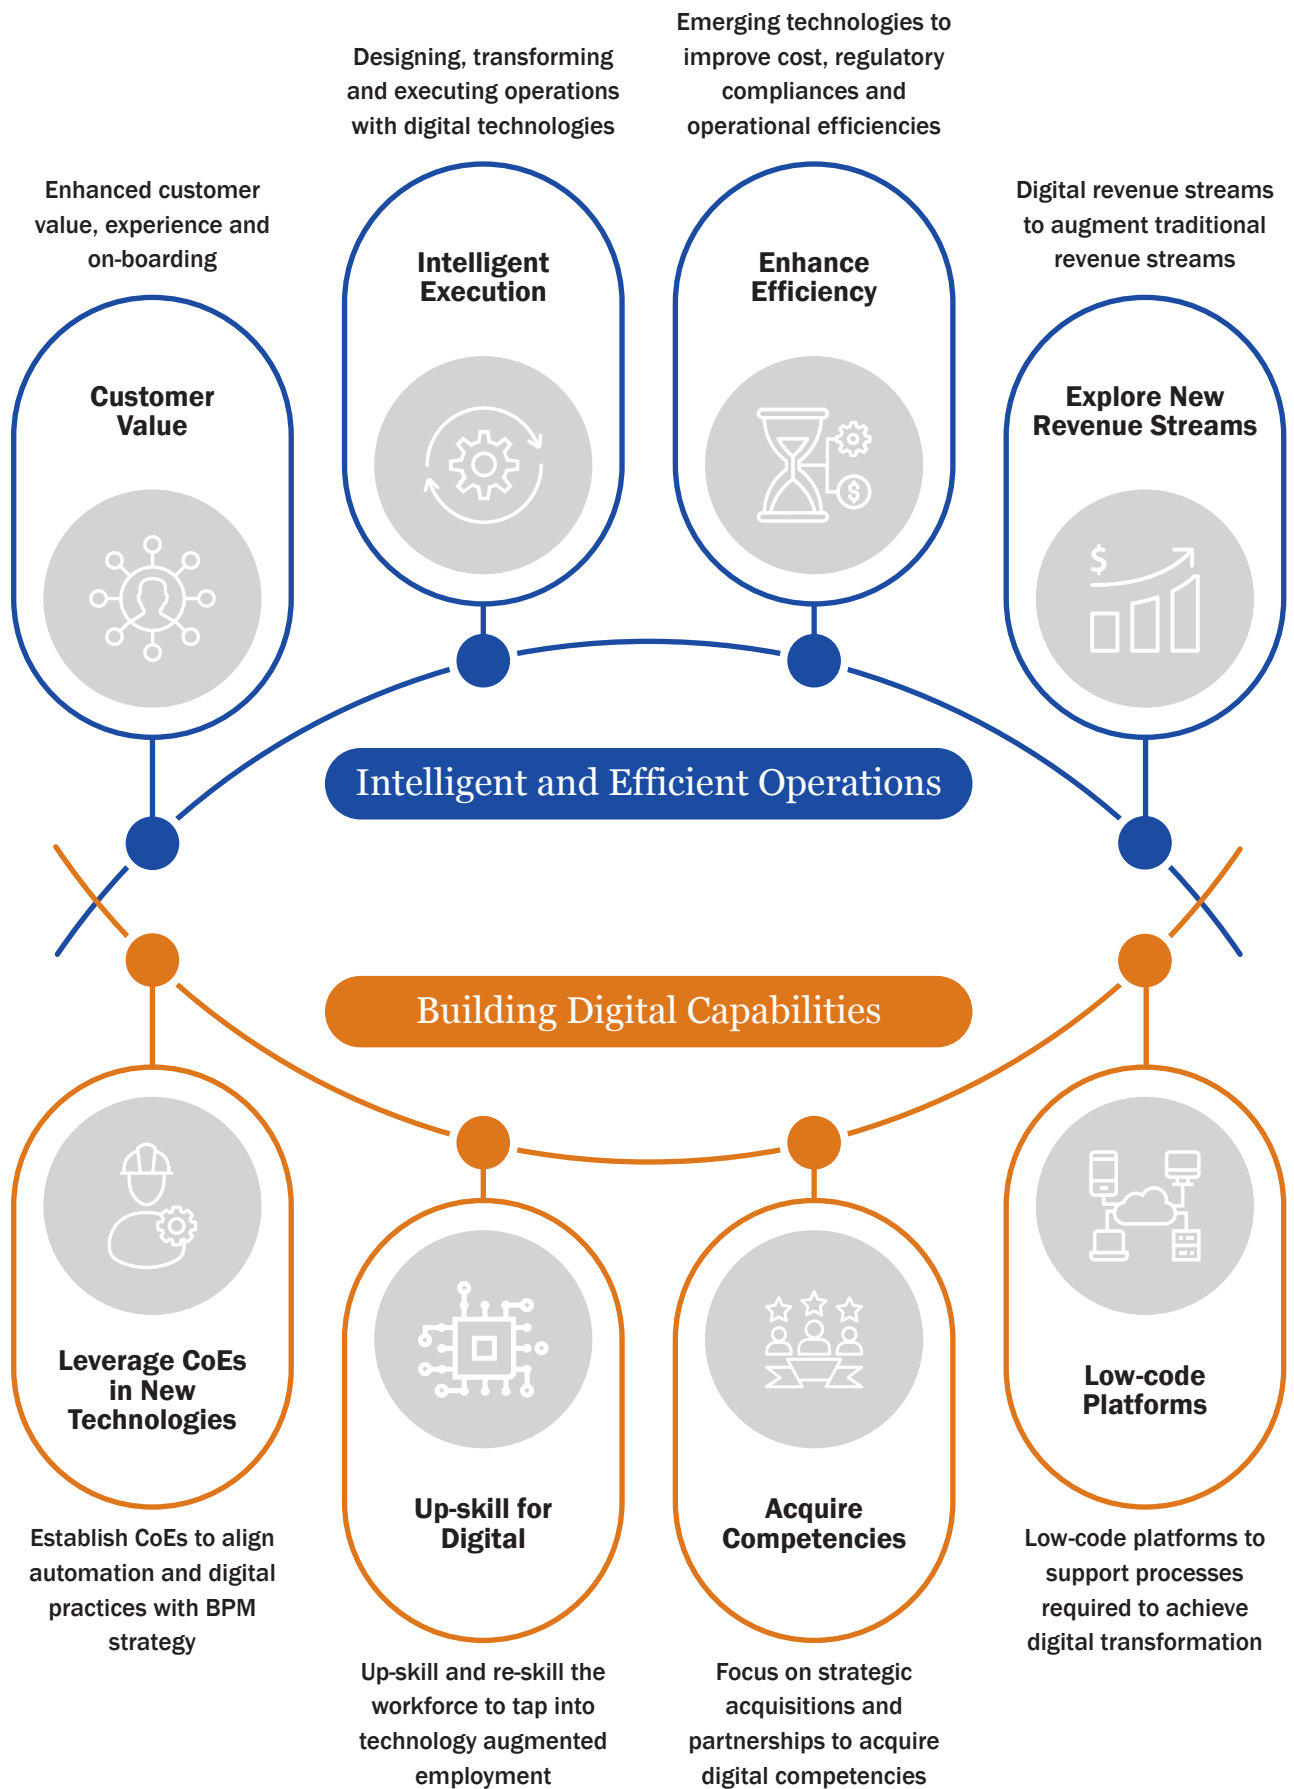 Enhanced customer
value, experience and
on-boarding
Customer
Value
Designing, transforming
and executing operations
with digital technologies
Intelligent
Execution
Emerging technologies to
improve cost, regulatory
compliances and
operational efficiencies
Enhance
Efficiency
$
Digital revenue streams
to augment traditional
revenue streams
Explore New
Revenue Streams
$
Intelligent and Efficient Operations
Building Digital Capabilities
Leverage CoEs
in New
Technologies
Establish CoEs to align
automation and digital
practices with BPM
strategy
Up-skill for
Digital
Up-skill and re-skill the
workforce to tap into
technology augmented
employment
Acquire
Competencies
Focus on strategic
acquisitions and
partnerships to acquire
digital competencies
Low-code
Platforms
Low-code platforms to
support processes
required to achieve
digital transformation